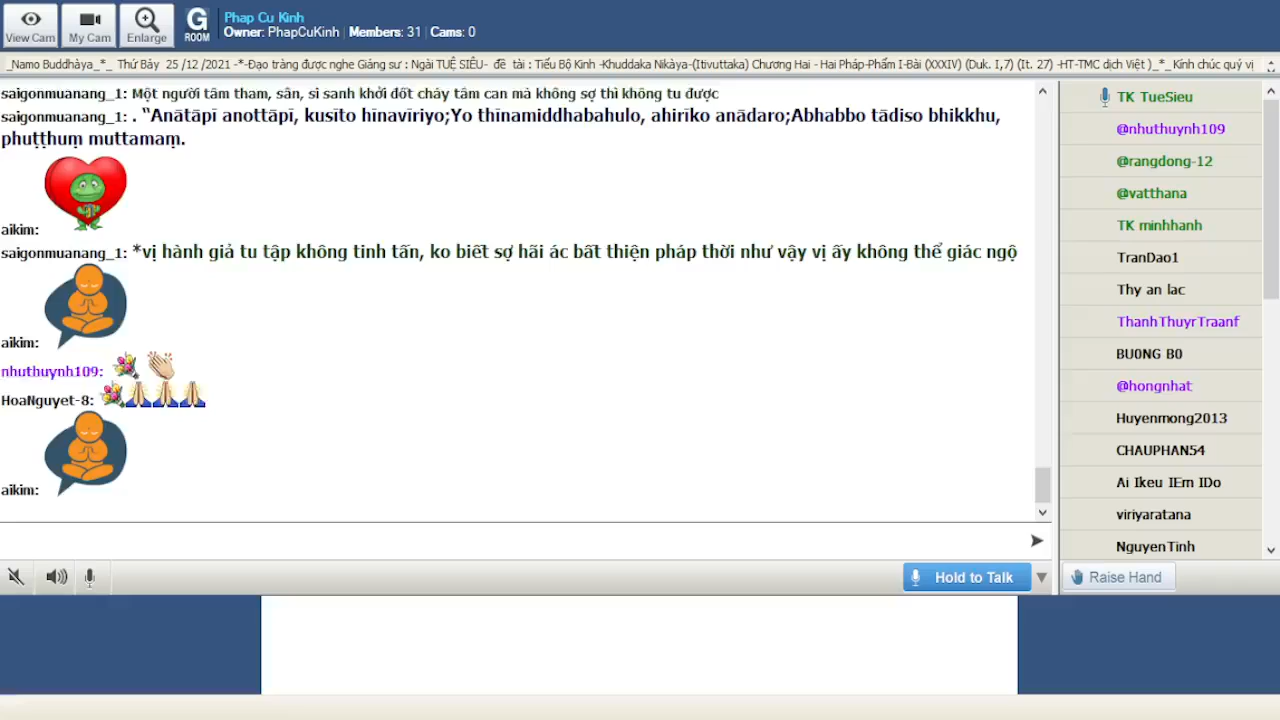 View Cam
My Cam
Enlarge
G
ROOM
Phap Cu Kinh
Owner: PhapCuKinh | Members: 31 | Cams: 0
_Namo Buddhàya_*_ Thứ Bảy 25 /12 /2021 -*-Đạo tràng được nghe Giảng sư : Ngài TUỆ SIÊU- đề tài : Tiểu Bộ Kinh -Khuddaka Nikàya-(Itivuttaka) Chương Hai - Hai Pháp-Phẩm I-Bài (XXXIV) (Duk. I,7) (It. 27) -HT-TMC dịch Việt )_*_Kính chúc quý vị
saigonmuanang_1: Một người tâm tham, sân, si sanh khởi đốt cháy tâm can mà không sợ thì không tu được
saigonmuanang_1: . “Anātāpī anottāpī, kusīto hīnavīriyo;Yo thīnamiddhabahulo, ahirīko anādaro;Abhabbo tādiso bhikkhu,
phuṭṭhuṃ muttamaṃ.
aikim:
saigonmuanang_1: *vị hành giả tu tập không tinh tấn, ko biết sợ hãi ác bất thiện pháp thời như vậy vị ấy không thể giác ngộ
aikim:
nhuthuynh109:
HoaNguyet-8:
aikim:
Hold to Talk
TK TueSieu
@nhuthuynh109
@rangdong-12
@vatthana
TK minhhanh
TranDao1
Thy an lac
ThanhThuyrTraanf
BU0NG B0
@hongnhat
Huyenmong2013
CHAUPHAN54
Ai Ikeu IEm IDo
viriyaratana
NguyenTinh
Raise Hand